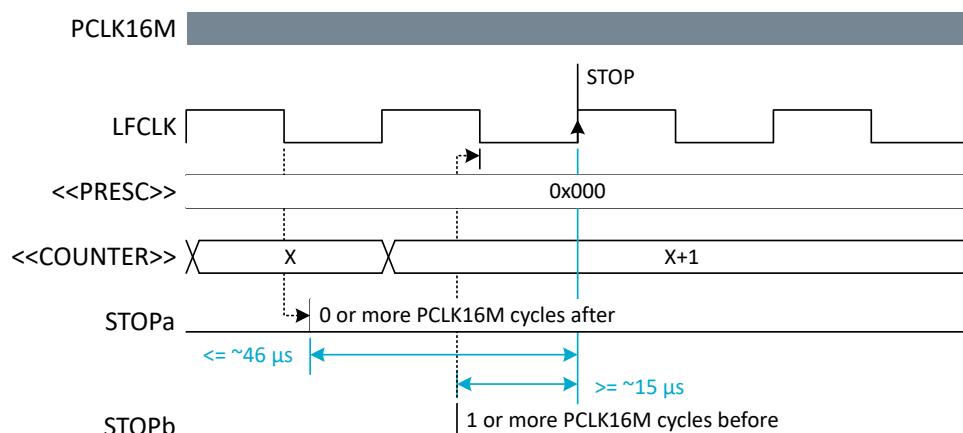 PCLK16M
STOP
LFCLK
<<PRESC>>
0x000
<<COUNTER>>
X
X+1
STOPa
0 or more PCLK16M cycles after
<= ~46 µs
>= ~15 µs
STOPb
1 or more PCLK16M cycles before